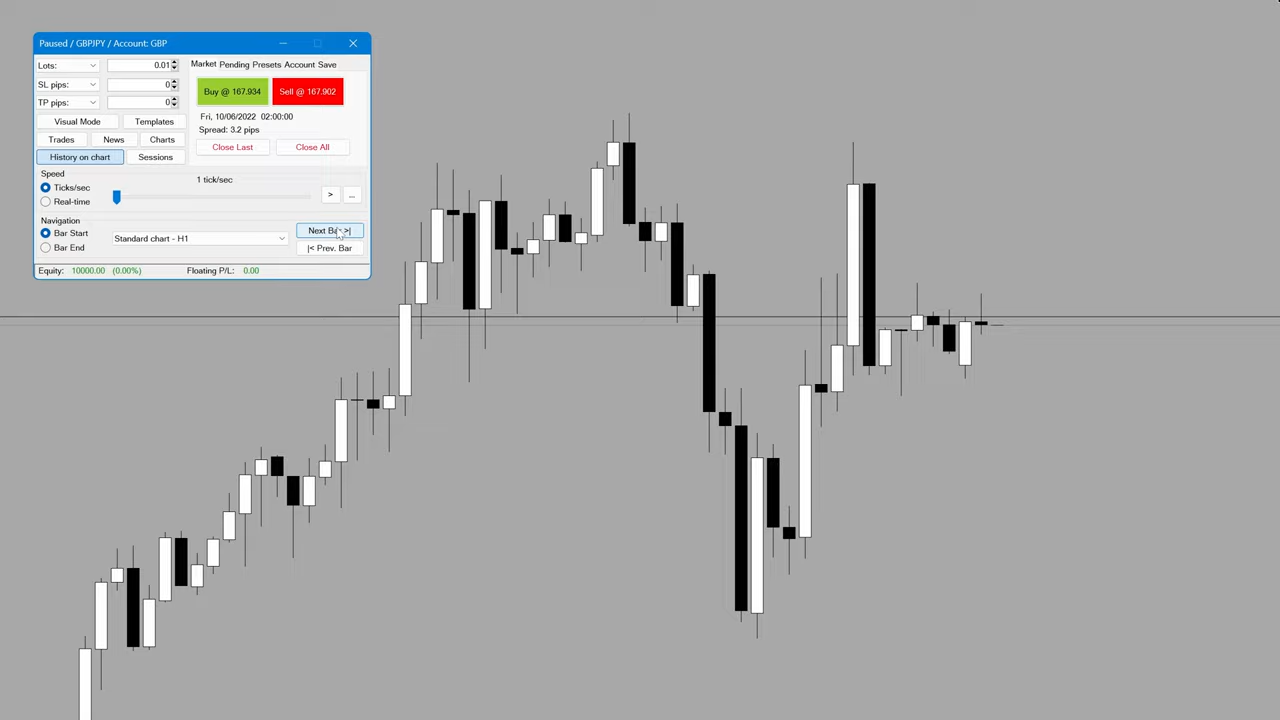 Paused / GBPJPY / Account: GBP
Lots: 0.01
Market Pending Presets Account Save
SL pips: 0
Buy @ 167.934 Sell @ 167.902
TP pips: 0
Fri, 10/06/2022 02:00:00
Visual Mode Templates
Spread: 3.2 pips
Trades News Charts
Close Last Close All
History on chart Sessions
Speed
1 tick/sec
Ticks/sec
> ...
Real-time
Navigation
Bar Start
Next Bar >|
Standard chart - H1
Bar End
|< Prev. Bar
Equity: 10000.00 (0.00%) Floating P/L: 0.00